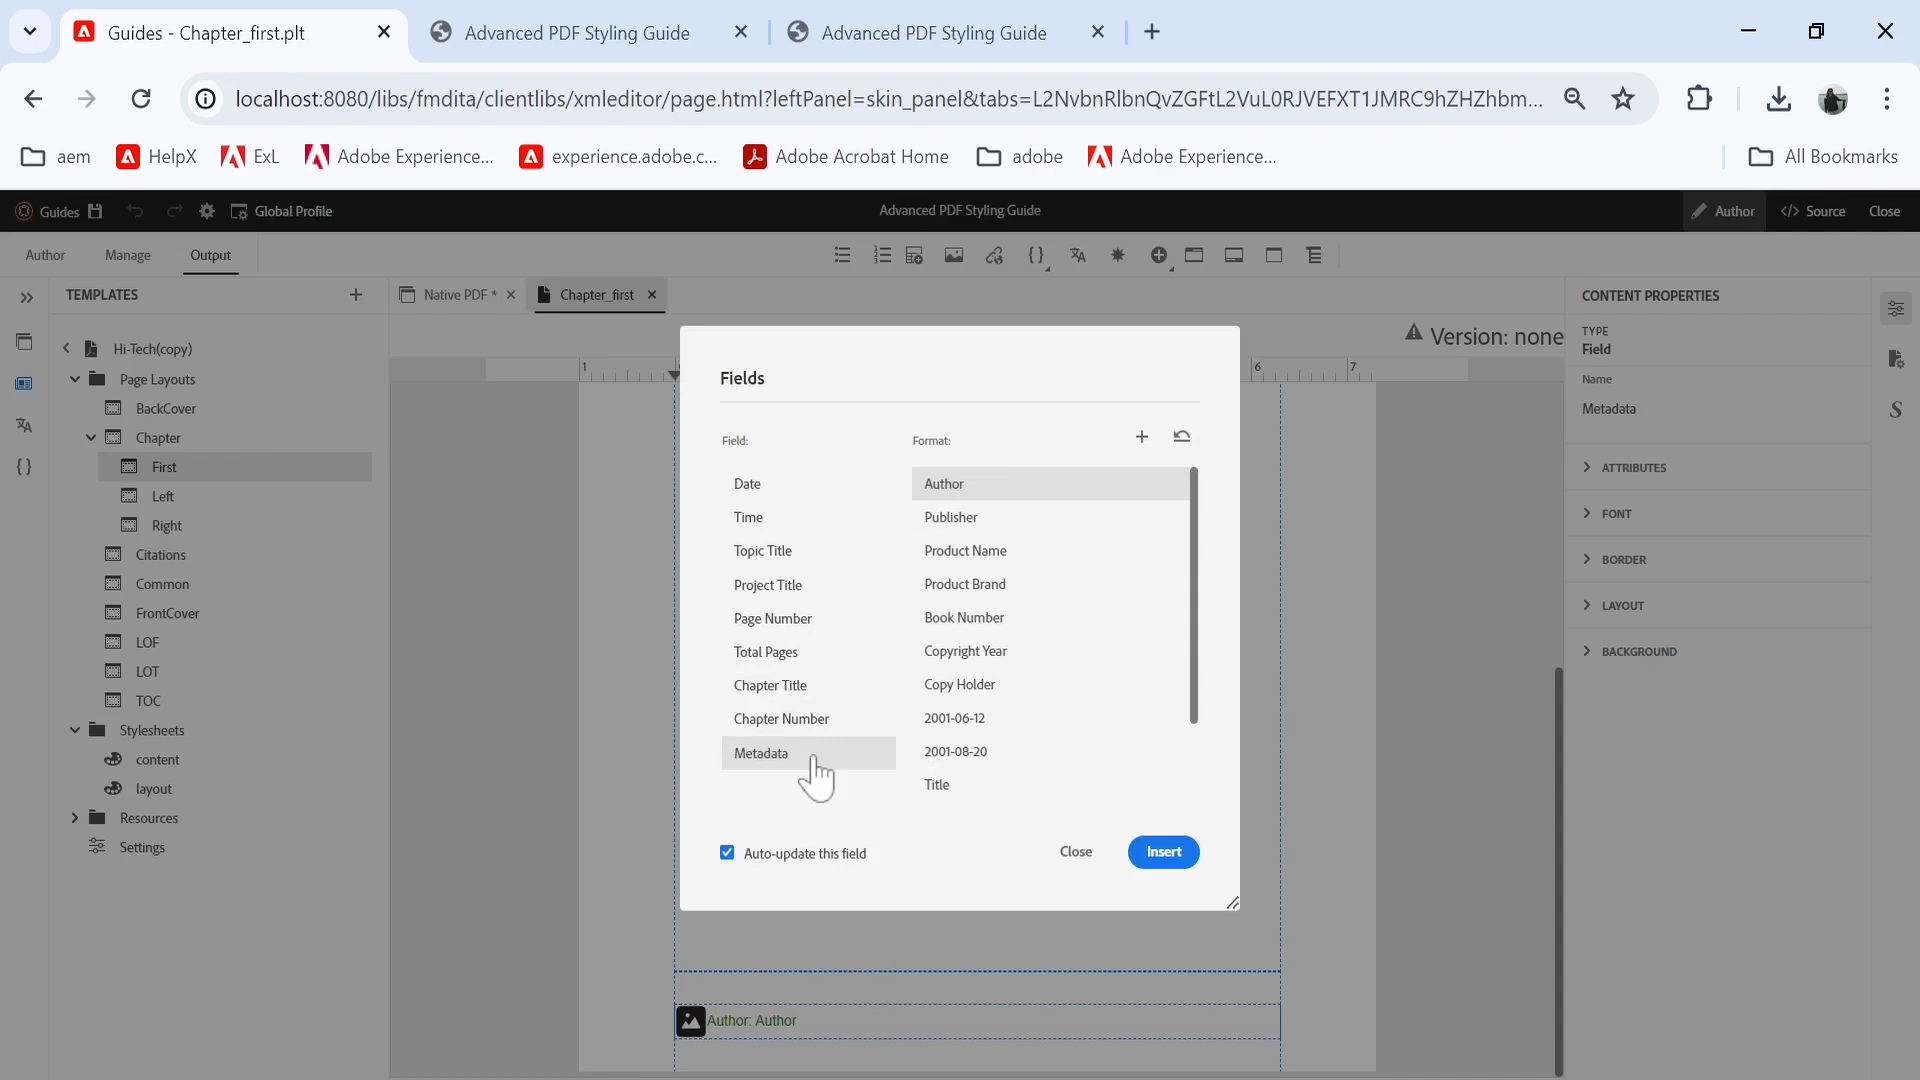 Guides - Chapter_first.plt
Advanced PDF Styling Guide
Advanced PDF Styling Guide
localhost:8080/libs/fmdita/clientlibs/xmleditor/page.html?leftPanel=skin_panel&tabs=L2NvbnRlbnQvZGFtL2VuL0RJVEFXT1JMRC9hZHZhbm...
aem
HelpX
ExL
Adobe Experience...
experience.adobe.c...
Adobe Acrobat Home
adobe
Adobe Experience...
All Bookmarks
Guides
Global Profile
Advanced PDF Styling Guide
Author
Source
Close
Author
Manage
Output
TEMPLATES
Native PDF *
Chapter_first
CONTENT PROPERTIES
Hi-Tech(copy)
Page Layouts
BackCover
Chapter
First
Left
Right
Citations
Common
FrontCover
LOF
LOT
TOC
Stylesheets
content
layout
Resources
Settings
Version: none
1
6
7
Fields
Field:
Format:
Date
Time
Topic Title
Project Title
Page Number
Total Pages
Chapter Title
Chapter Number
Metadata
Author
Publisher
Product Name
Product Brand
Book Number
Copyright Year
Copy Holder
2001-06-12
2001-08-20
Title
Auto-update this field
Close
Insert
Author: Author
TYPE
Field
Name
Metadata
ATTRIBUTES
FONT
BORDER
LAYOUT
BACKGROUND